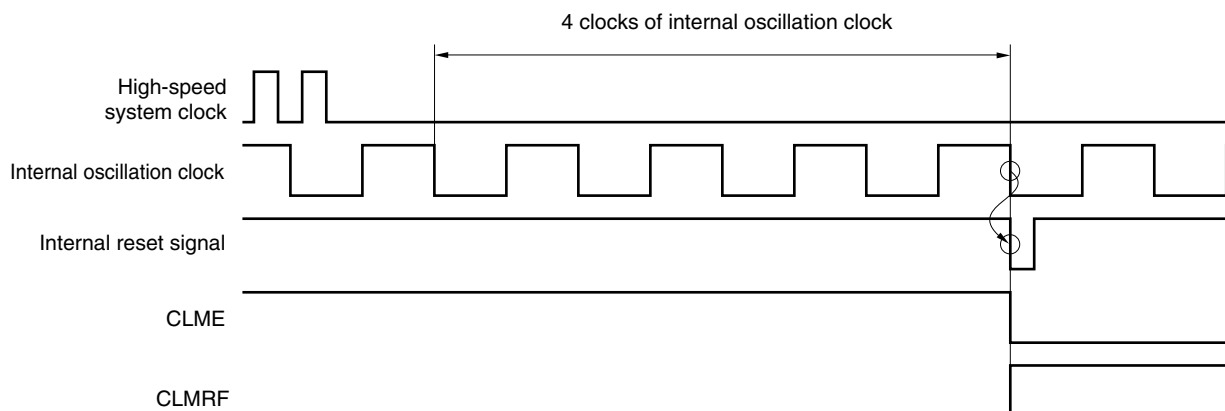 4 clocks of internal oscillation clock
High-speed
system clock
Internal oscillation clock
Internal reset signal
CLME
CLMRF